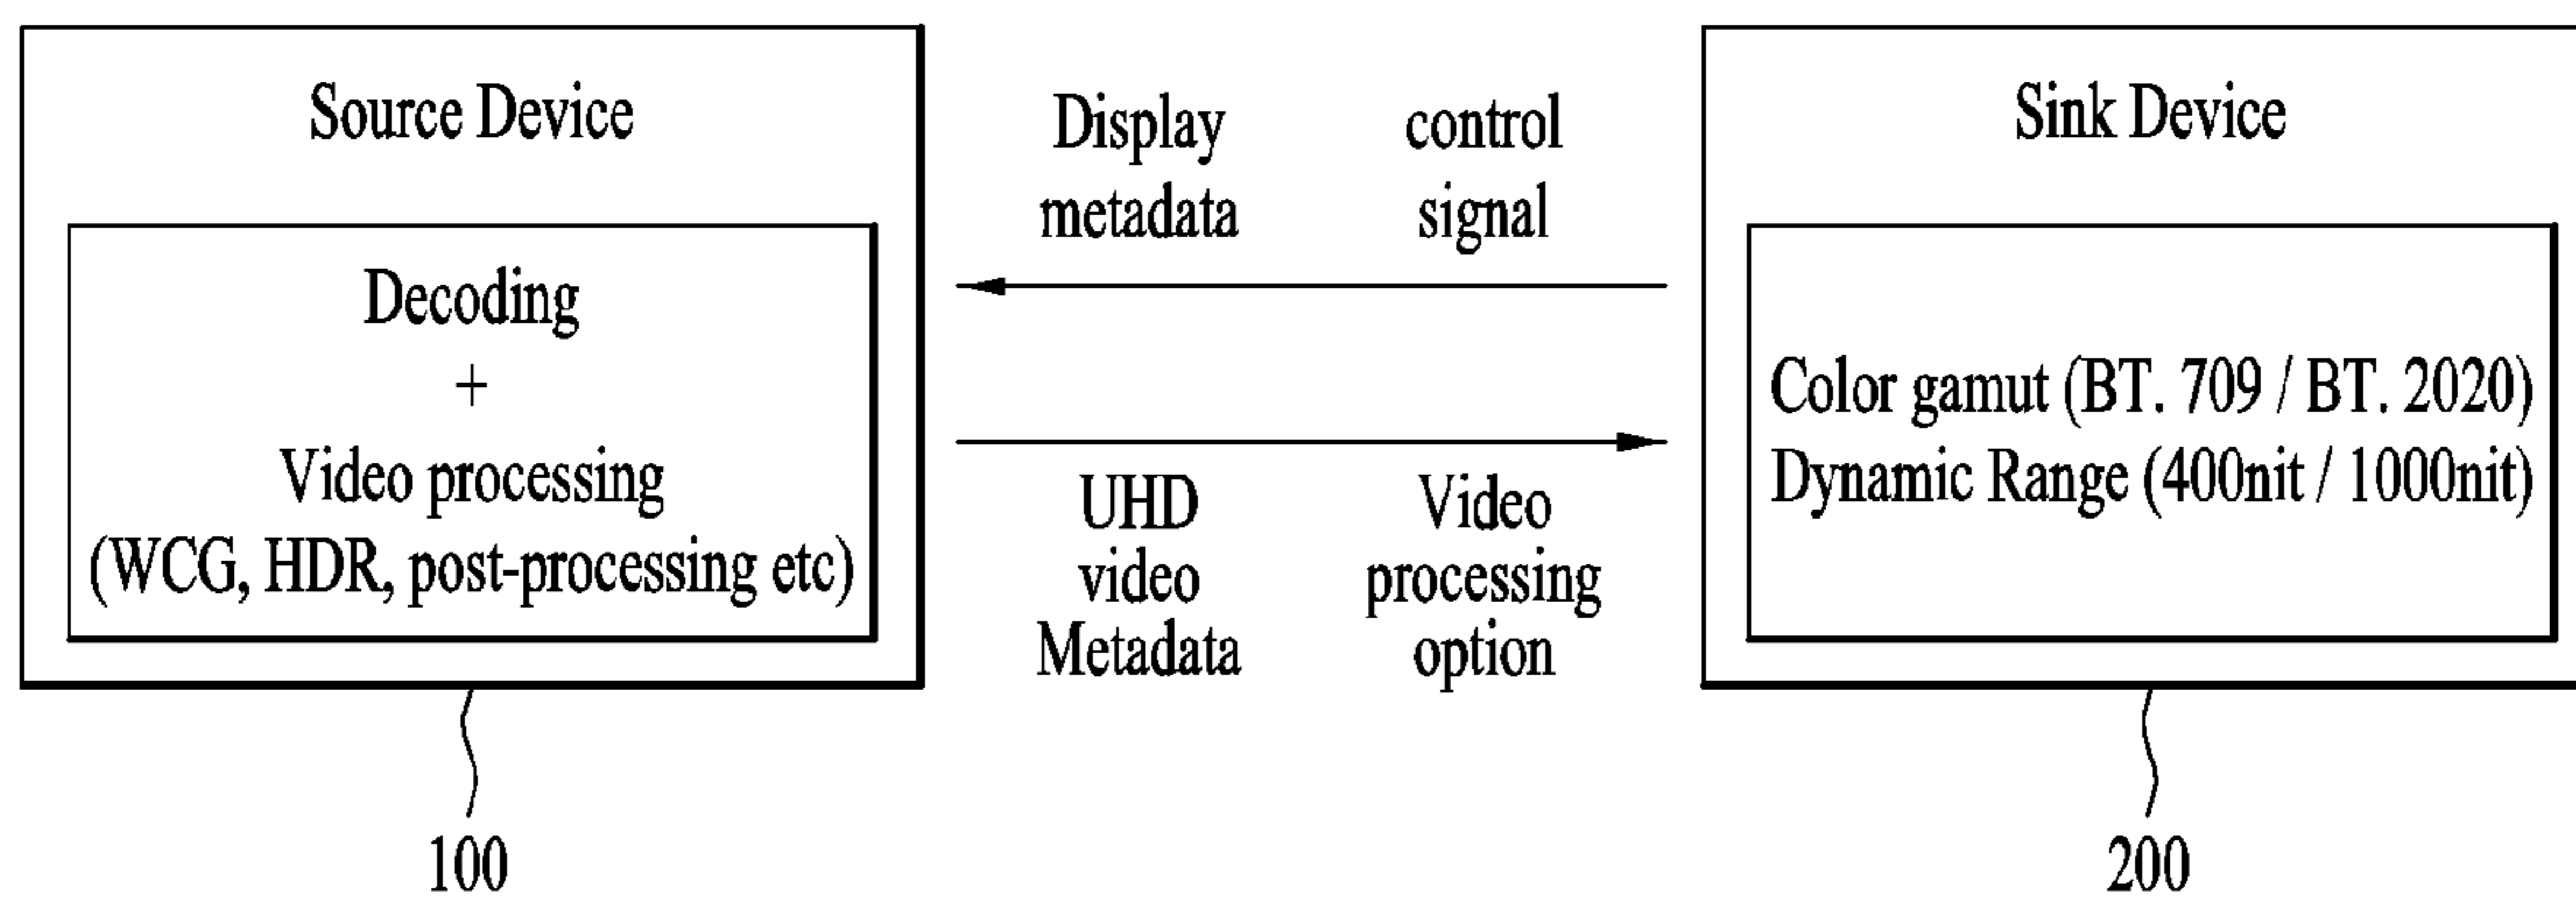 Source Device
Decoding
+
Video processing
(WCG, HDR, post-processing etc)
100
Display
metadata
control
signal
UHD
video
Metadata
Video
processing
option
Sink Device
Color gamut (BT. 709 / BT. 2020)
Dynamic Range (400nit / 1000nit)
200